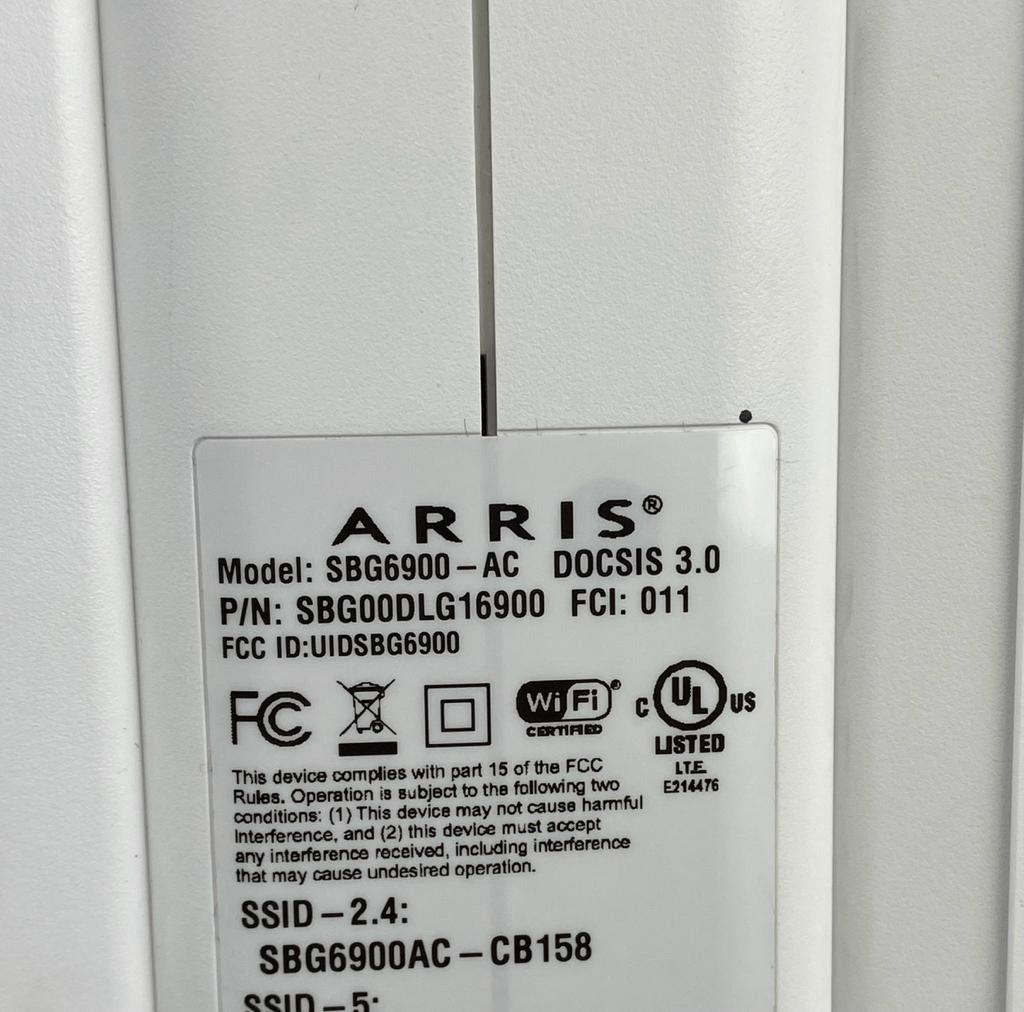 ARRIS®
Model: SBG6900-AC DOCSIS 3.0
P/N: SBG00DLG16900 FCI: 011
FCC ID:UIDSBG6900
FC
WiFi®
CERTIFIED
C UL US
LISTED
I.T.E.
E214476
This device complies with part 15 of the FCC
Rules. Operation is subject to the following two
conditions: (1) This device may not cause harmful
Interference, and (2) this device must accept
any interference received, including interference
that may cause undesired operation.
SSID-2.4:
SBG6900AC-CB158
SSID-5: